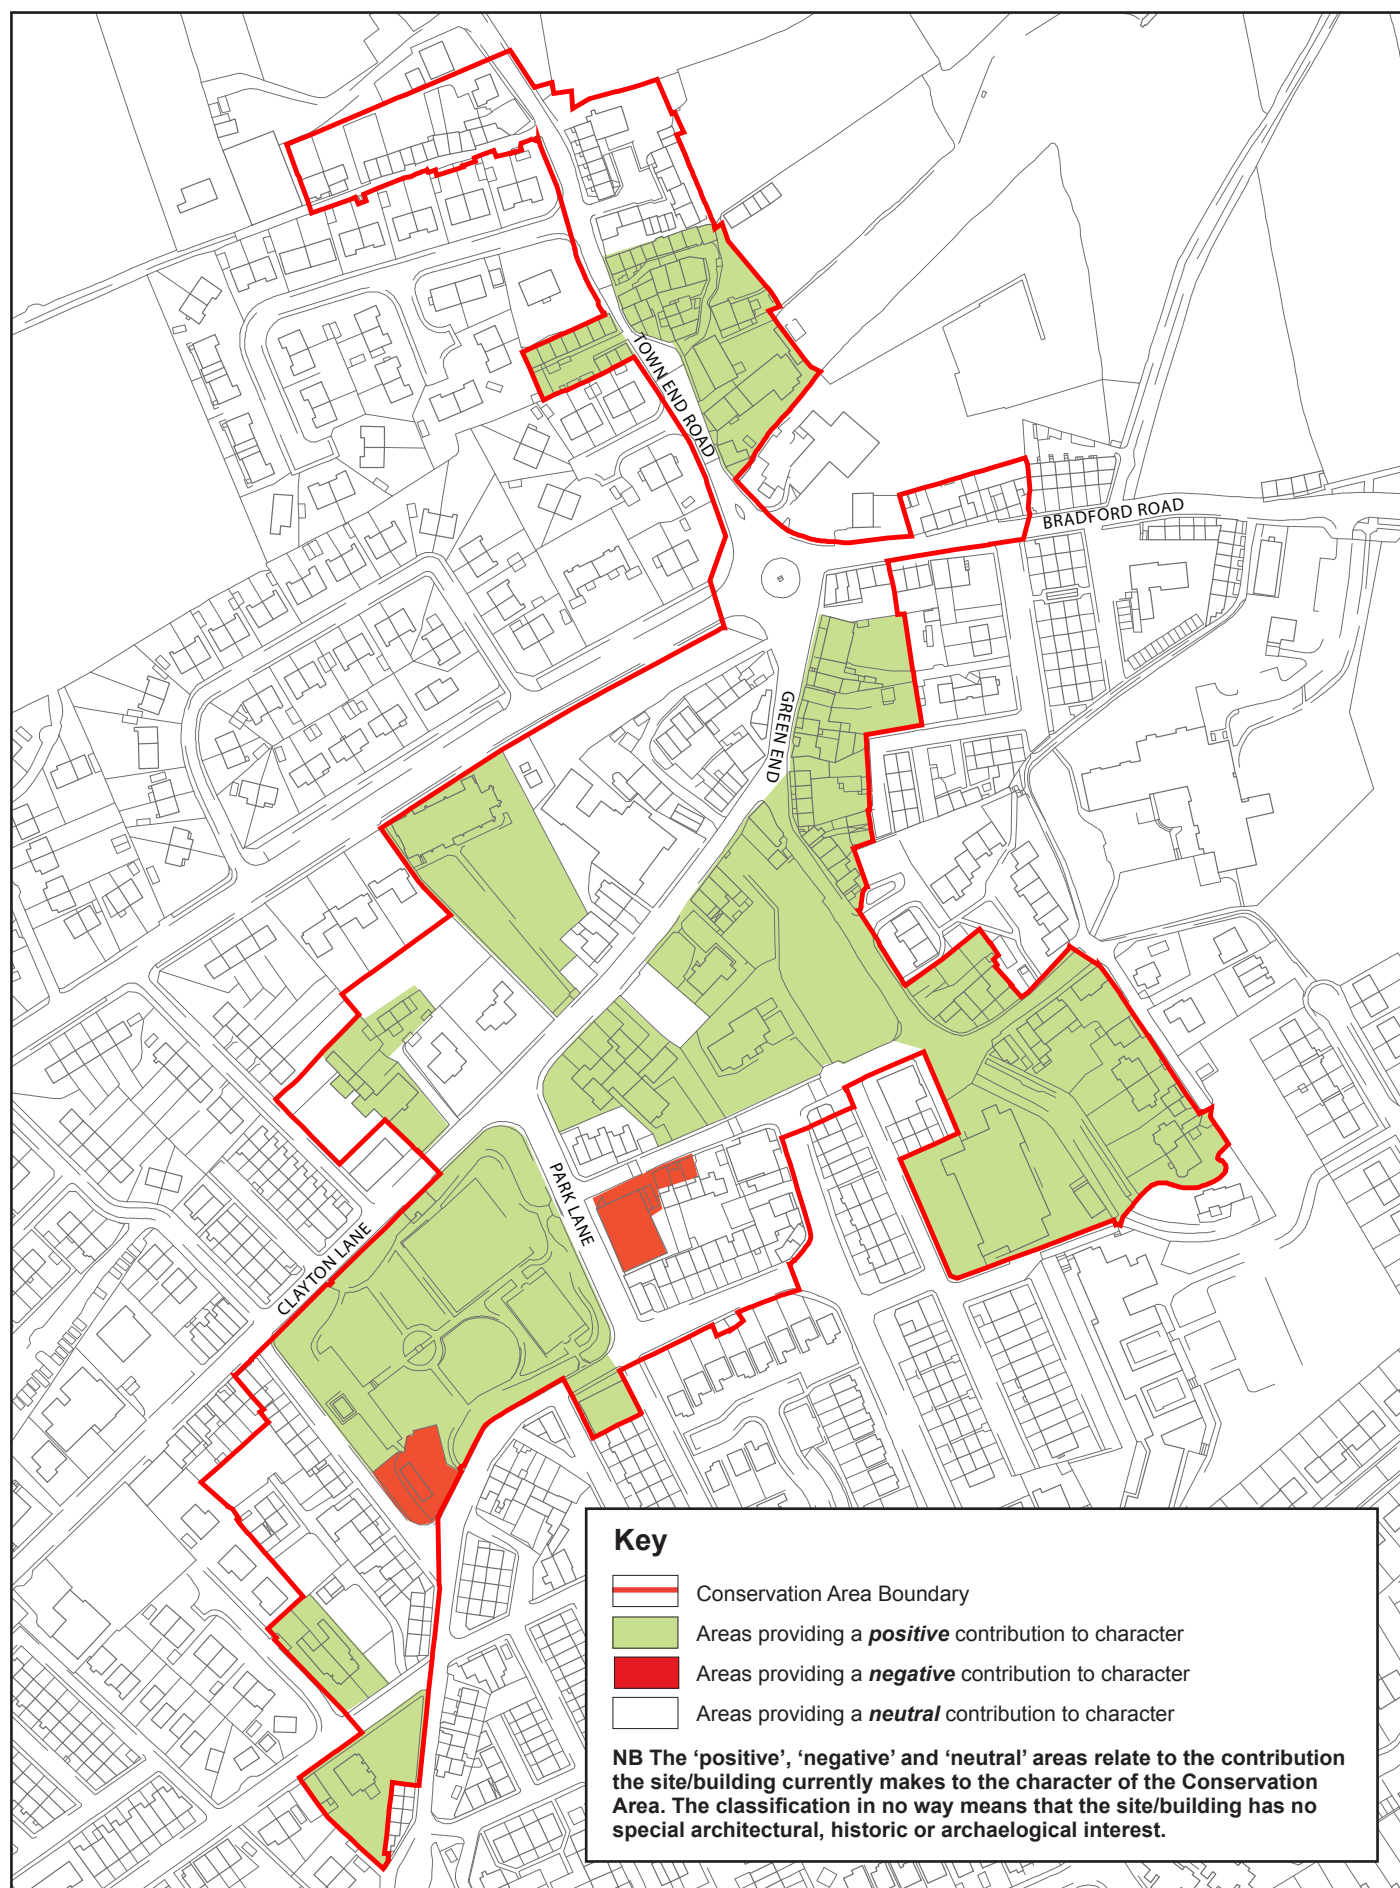 TOWN END ROAD
BRADFORD ROAD
GREEN END
PARK LANE
CLAYTON LANE
Key
Conservation Area Boundary
Areas providing a positive contribution to character
Areas providing a negative contribution to character
Areas providing a neutral contribution to character
NB The ‘positive’, ‘negative’ and ‘neutral’ areas relate to the contribution
the site/building currently makes to the character of the Conservation
Area. The classification in no way means that the site/building has no
special architectural, historic or archaelogical interest.